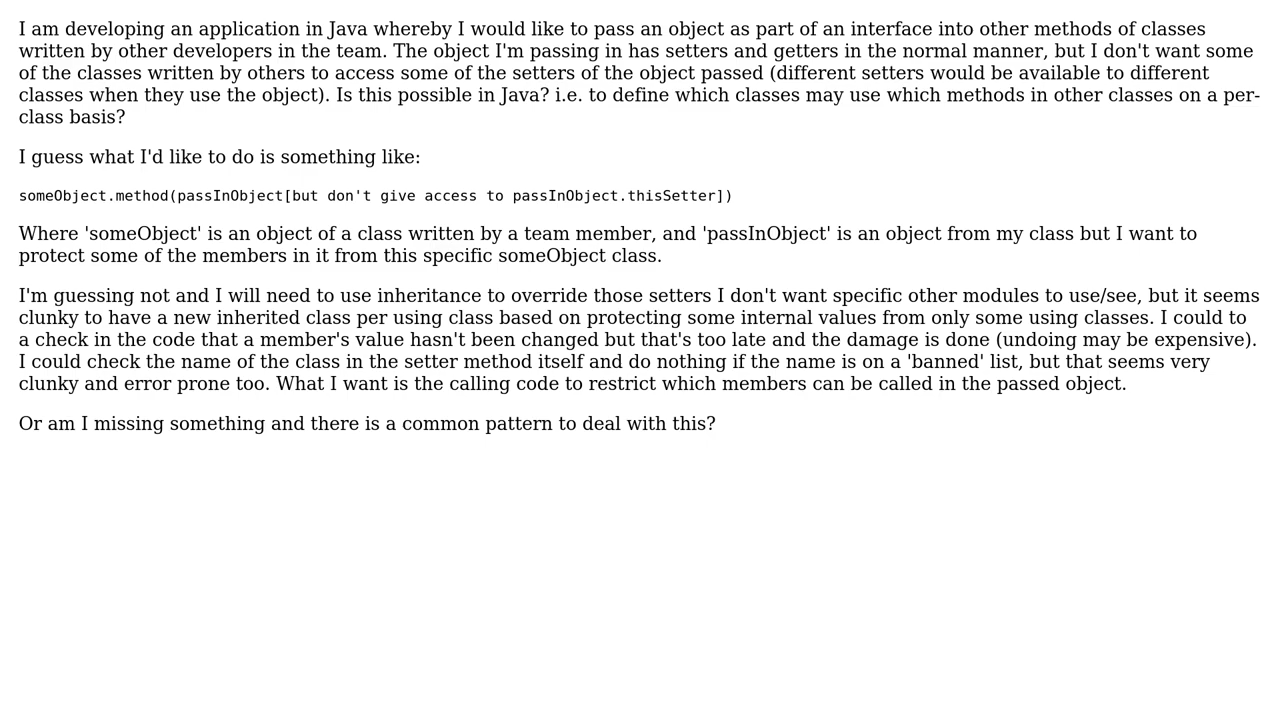 I am developing an application in Java whereby I would like to pass an object as part of an interface into other methods of classes
written by other developers in the team. The object I'm passing in has setters and getters in the normal manner, but I don't want some
of the classes written by others to access some of the setters of the object passed (different setters would be available to different
classes when they use the object). Is this possible in Java? i.e. to define which classes may use which methods in other classes on a per-
class basis?
I guess what I'd like to do is something like:
someObject.method(passInObject[but don't give access to passInObject.thisSetter])
Where 'someObject' is an object of a class written by a team member, and 'passInObject' is an object from my class but I want to
protect some of the members in it from this specific someObject class.
I'm guessing not and I will need to use inheritance to override those setters I don't want specific other modules to use/see, but it seems
clunky to have a new inherited class per using class based on protecting some internal values from only some using classes. I could to
a check in the code that a member's value hasn't been changed but that's too late and the damage is done (undoing may be expensive).
I could check the name of the class in the setter method itself and do nothing if the name is on a 'banned' list, but that seems very
clunky and error prone too. What I want is the calling code to restrict which members can be called in the passed object.
Or am I missing something and there is a common pattern to deal with this?